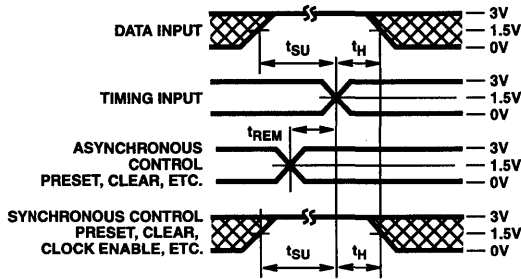 DATA INPUT
3V
1.5V
0V
tSU
tH
TIMING INPUT
3V
1.5V
0V
tREM
ASYNCHRONOUS
CONTROL
PRESET, CLEAR, ETC.
3V
1.5V
0V
SYNCHRONOUS CONTROL
PRESET, CLEAR,
CLOCK ENABLE, ETC.
3V
1.5V
0V
tSU
tH